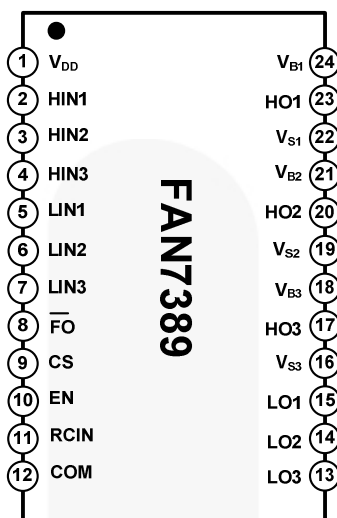 1 VDD VB1 24
2 HIN1 HO1 23
3 HIN2 VS1 22
4 HIN3 VB2 21
5 LIN1 HO2 20
6 LIN2 VS2 19
7 LIN3 VB3 18
8 F̅O̅ HO3 17
9 CS VS3 16
10 EN LO1 15
11 RCIN LO2 14
12 COM LO3 13
FAN7389